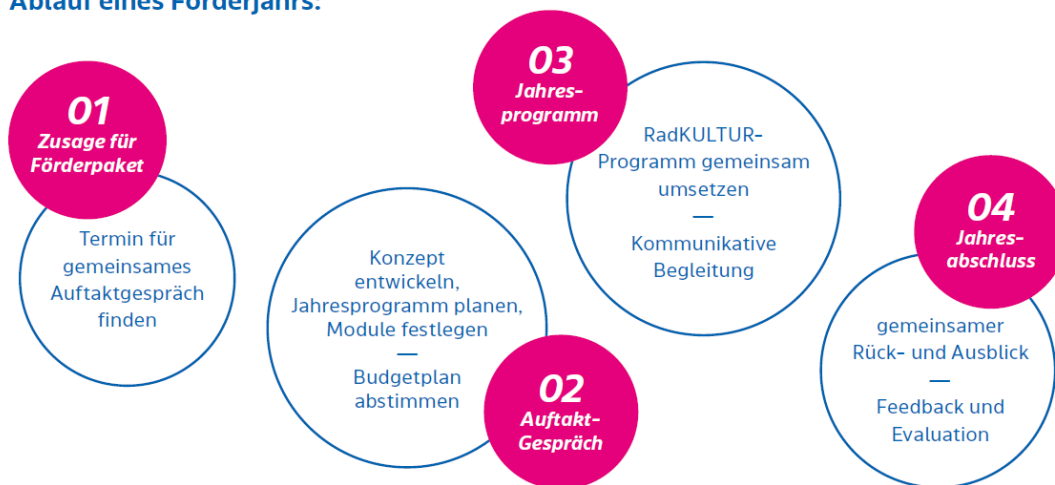 Ablauf eines Förderjahrs:
01
Zusage für
Förderpaket
Termin für
gemeinsames
Auftaktgespräch
finden
Konzept
entwickeln,
Jahresprogramm planen,
Module festlegen
—
Budgetplan
abstimmen
02
Auftakt-
Gespräch
03
Jahres-
programm
RadKULTUR-
Programm gemeinsam
umsetzen
—
Kommunikative
Begleitung
04
Jahres-
abschluss
gemeinsamer
Rück- und Ausblick
—
Feedback und
Evaluation